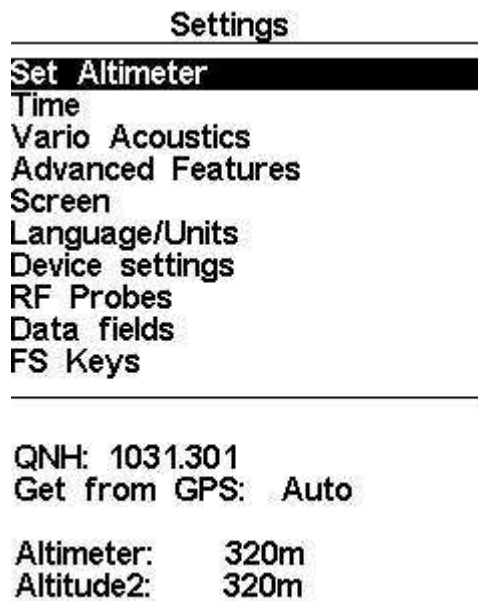 Settings
Set Altimeter
Time
Vario Acoustics
Advanced Features
Screen
Language/Units
Device settings
RF Probes
Data fields
FS Keys
QNH: 1031.301
Get from GPS: Auto
Altimeter: 320m
Altitude2: 320m